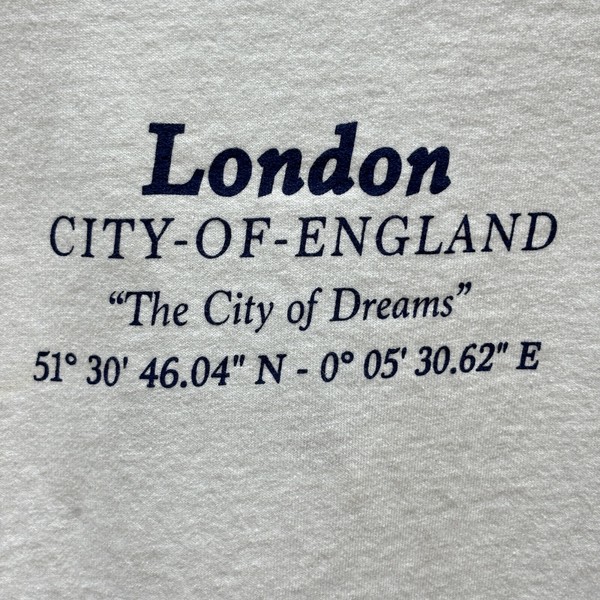 London
CITY-OF-ENGLAND
“The City of Dreams”
51° 30' 46.04" N - 0° 05' 30.62" E